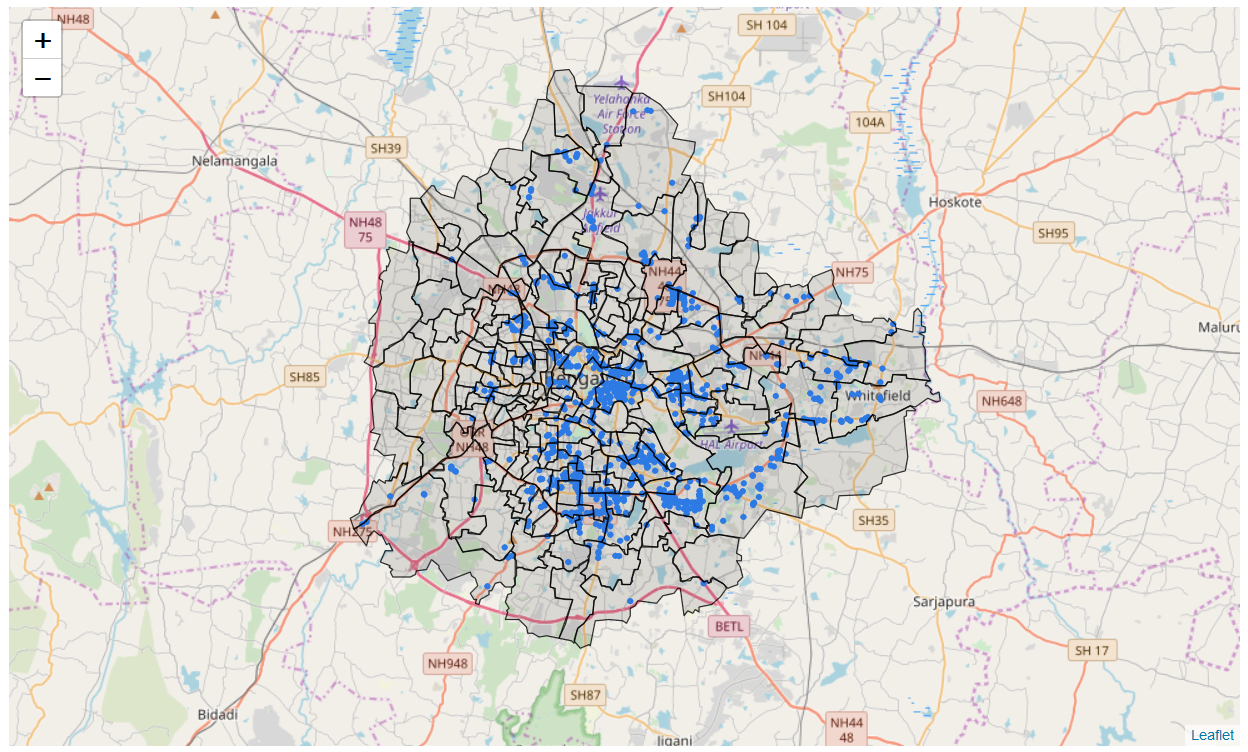 +
−
NH48
SH 104
Yelahanka
Air Force
Station
SH104
104A
SH39
Nelamangala
Hoskote
NH48
75
Jakkur
Airfield
SH95
NH44
NH75
NH48
Maluru
NH44
SH85
Whitefield
NH648
NH48
HAL Airport
SH35
NH275
Sarjapura
BETL
SH 17
NH948
SH87
Bidadi
NH44
48
Jigani
Leaflet